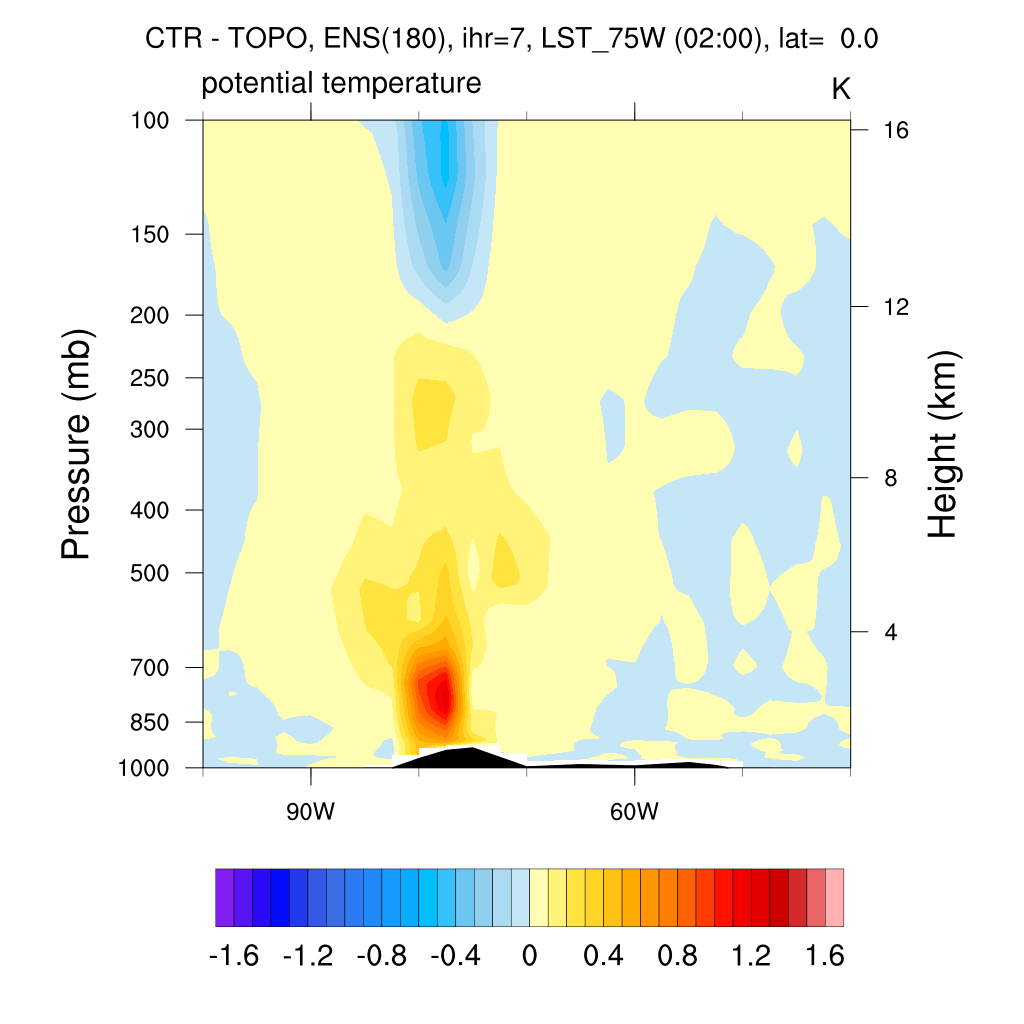 CTR - TOPO, ENS(180), ihr=7, LST_75W (02:00), lat=  0.0
potential temperature K
100
150
200
250
300
400
500
700
850
1000
Pressure (mb)
16
12
8
4
Height (km)
90W 60W
-1.6 -1.2 -0.8 -0.4 0 0.4 0.8 1.2 1.6